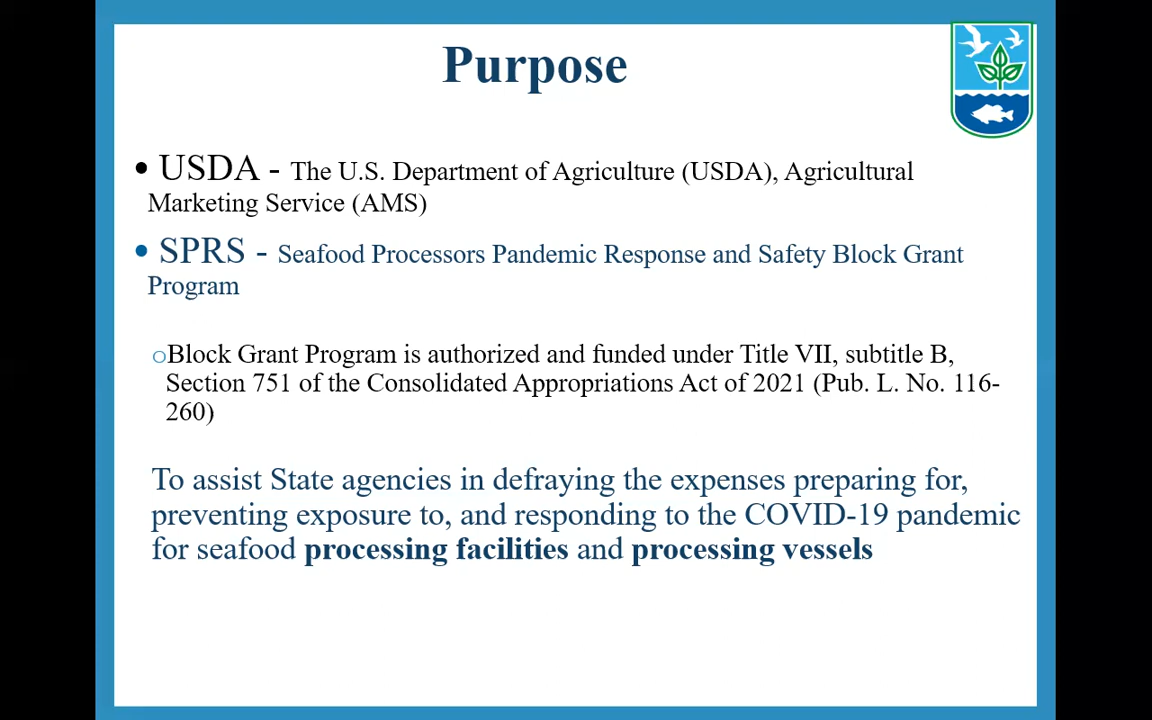 Purpose
• USDA - The U.S. Department of Agriculture (USDA), Agricultural
Marketing Service (AMS)
• SPRS - Seafood Processors Pandemic Response and Safety Block Grant
Program
oBlock Grant Program is authorized and funded under Title VII, subtitle B,
Section 751 of the Consolidated Appropriations Act of 2021 (Pub. L. No. 116-
260)
To assist State agencies in defraying the expenses preparing for,
preventing exposure to, and responding to the COVID-19 pandemic
for seafood processing facilities and processing vessels